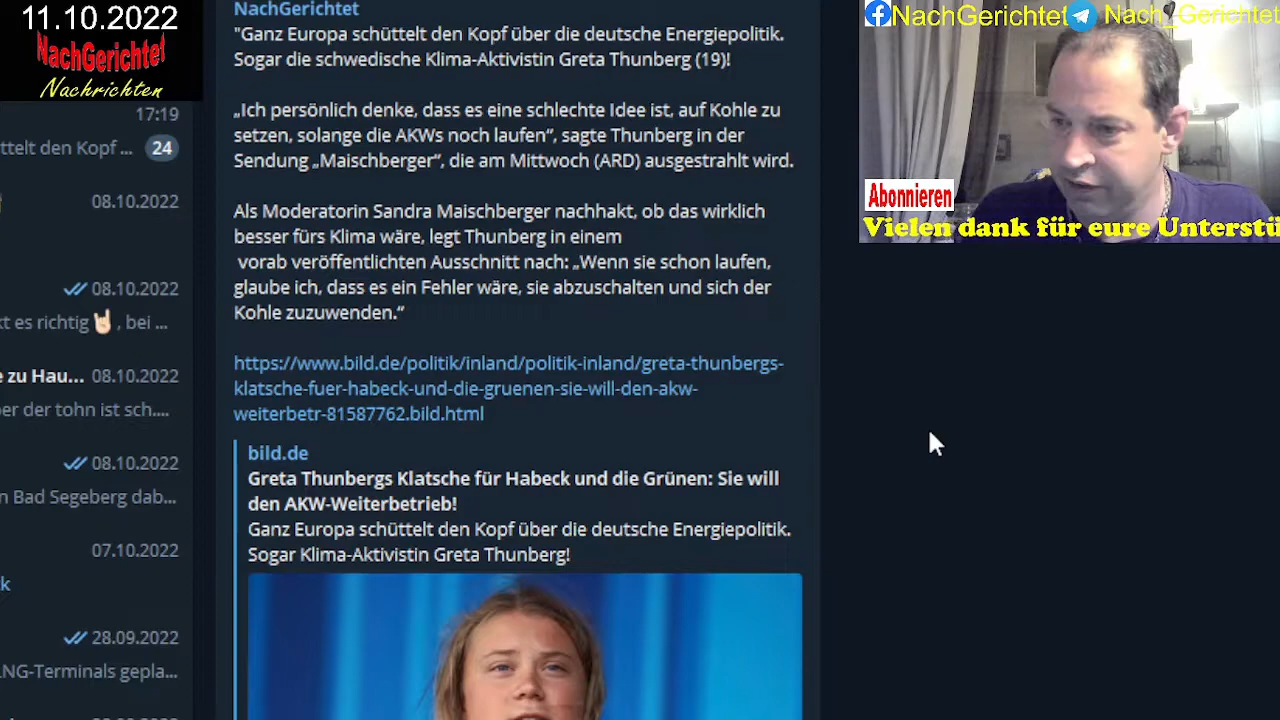 11.10.2022
NachGerichtet
Nachrichten
17:19
ttelt den Kopf ... 24
08.10.2022
08.10.2022
kt es richtig🤘🏻, bei ...
e zu Hau... 08.10.2022
er der tohn ist sch....
08.10.2022
n Bad Segeberg dab...
07.10.2022
k
28.09.2022
LNG-Terminals gepla...
NachGerichtet
"Ganz Europa schüttelt den Kopf über die deutsche Energiepolitik.
Sogar die schwedische Klima-Aktivistin Greta Thunberg (19)!
„Ich persönlich denke, dass es eine schlechte Idee ist, auf Kohle zu
setzen, solange die AKWs noch laufen“, sagte Thunberg in der
Sendung „Maischberger“, die am Mittwoch (ARD) ausgestrahlt wird.
Als Moderatorin Sandra Maischberger nachhakt, ob das wirklich
besser fürs Klima wäre, legt Thunberg in einem
vorab veröffentlichten Ausschnitt nach: „Wenn sie schon laufen,
glaube ich, dass es ein Fehler wäre, sie abzuschalten und sich der
Kohle zuzuwenden.“
https://www.bild.de/politik/inland/politik-inland/greta-thunbergs-
klatsche-fuer-habeck-und-die-gruenen-sie-will-den-akw-
weiterbetr-81587762.bild.html
bild.de
Greta Thunbergs Klatsche für Habeck und die Grünen: Sie will
den AKW-Weiterbetrieb!
Ganz Europa schüttelt den Kopf über die deutsche Energiepolitik.
Sogar Klima-Aktivistin Greta Thunberg!
NachGerichtet Nach_Gerichtet
Abonnieren
Vielen dank für eure Unterstü